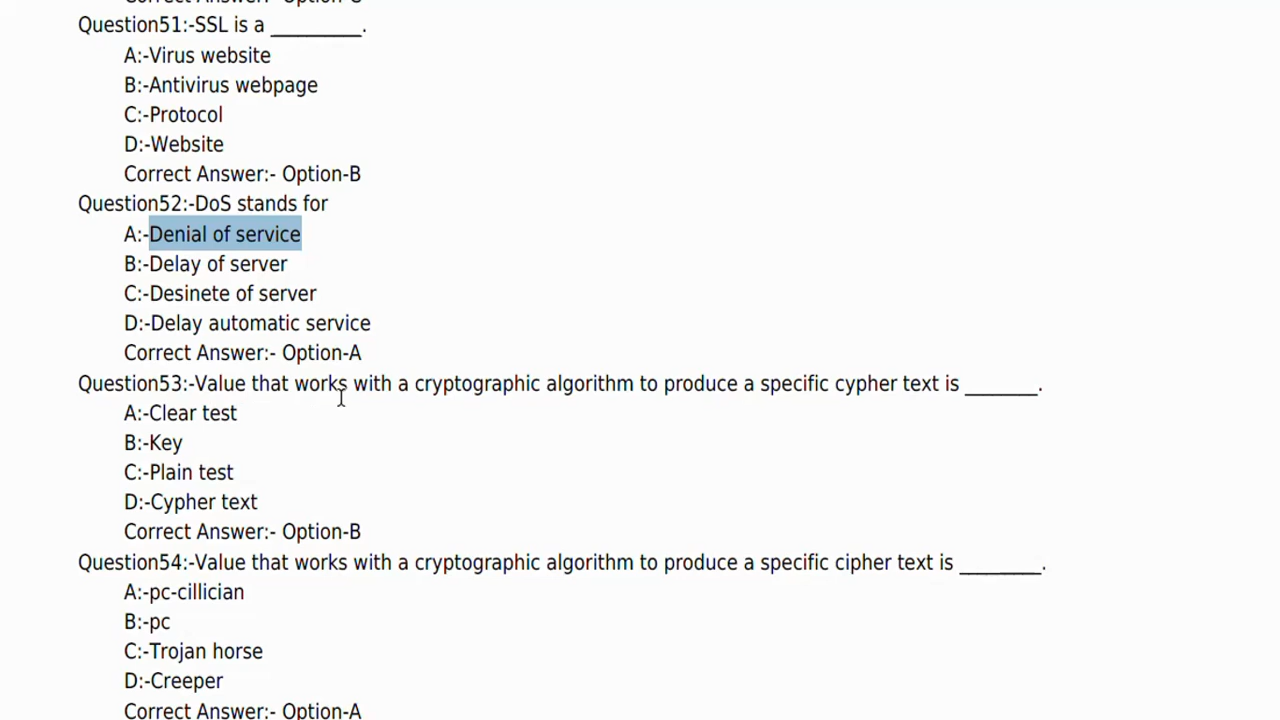 Question51:-SSL is a _________.
A:-Virus website
B:-Antivirus webpage
C:-Protocol
D:-Website
Correct Answer:- Option-B
Question52:-DoS stands for
A:-Denial of service
B:-Delay of server
C:-Desinete of server
D:-Delay automatic service
Correct Answer:- Option-A
Question53:-Value that works with a cryptographic algorithm to produce a specific cypher text is _______.
A:-Clear test
B:-Key
C:-Plain test
D:-Cypher text
Correct Answer:- Option-B
Question54:-Value that works with a cryptographic algorithm to produce a specific cipher text is ________.
A:-pc-cillician
B:-pc
C:-Trojan horse
D:-Creeper
Correct Answer:- Option-A